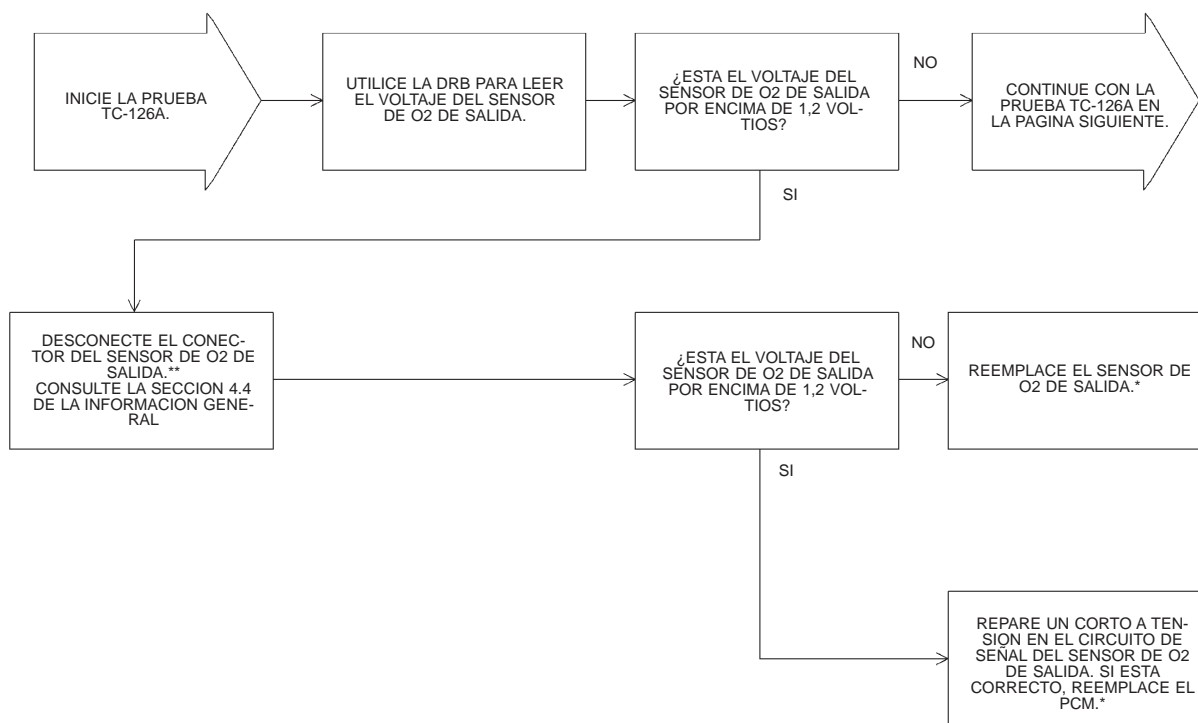 INICIE LA PRUEBA
TC-126A.
UTILICE LA DRB PARA LEER
EL VOLTAJE DEL SENSOR
DE O2 DE SALIDA.
¿ESTA EL VOLTAJE DEL
SENSOR DE O2 DE SALIDA
POR ENCIMA DE 1,2 VOL-
TIOS?
NO
CONTINUE CON LA
PRUEBA TC-126A EN
LA PAGINA SIGUIENTE.
SI
DESCONECTE EL CONEC-
TOR DEL SENSOR DE O2 DE
SALIDA.**
CONSULTE LA SECCION 4.4
DE LA INFORMACION GENE-
RAL
¿ESTA EL VOLTAJE DEL
SENSOR DE O2 DE SALIDA
POR ENCIMA DE 1,2 VOL-
TIOS?
NO
REEMPLACE EL SENSOR DE
O2 DE SALIDA.*
SI
REPARE UN CORTO A TEN-
SION EN EL CIRCUITO DE
SEÑAL DEL SENSOR DE O2
DE SALIDA. SI ESTA
CORRECTO, REEMPLACE EL
PCM.*